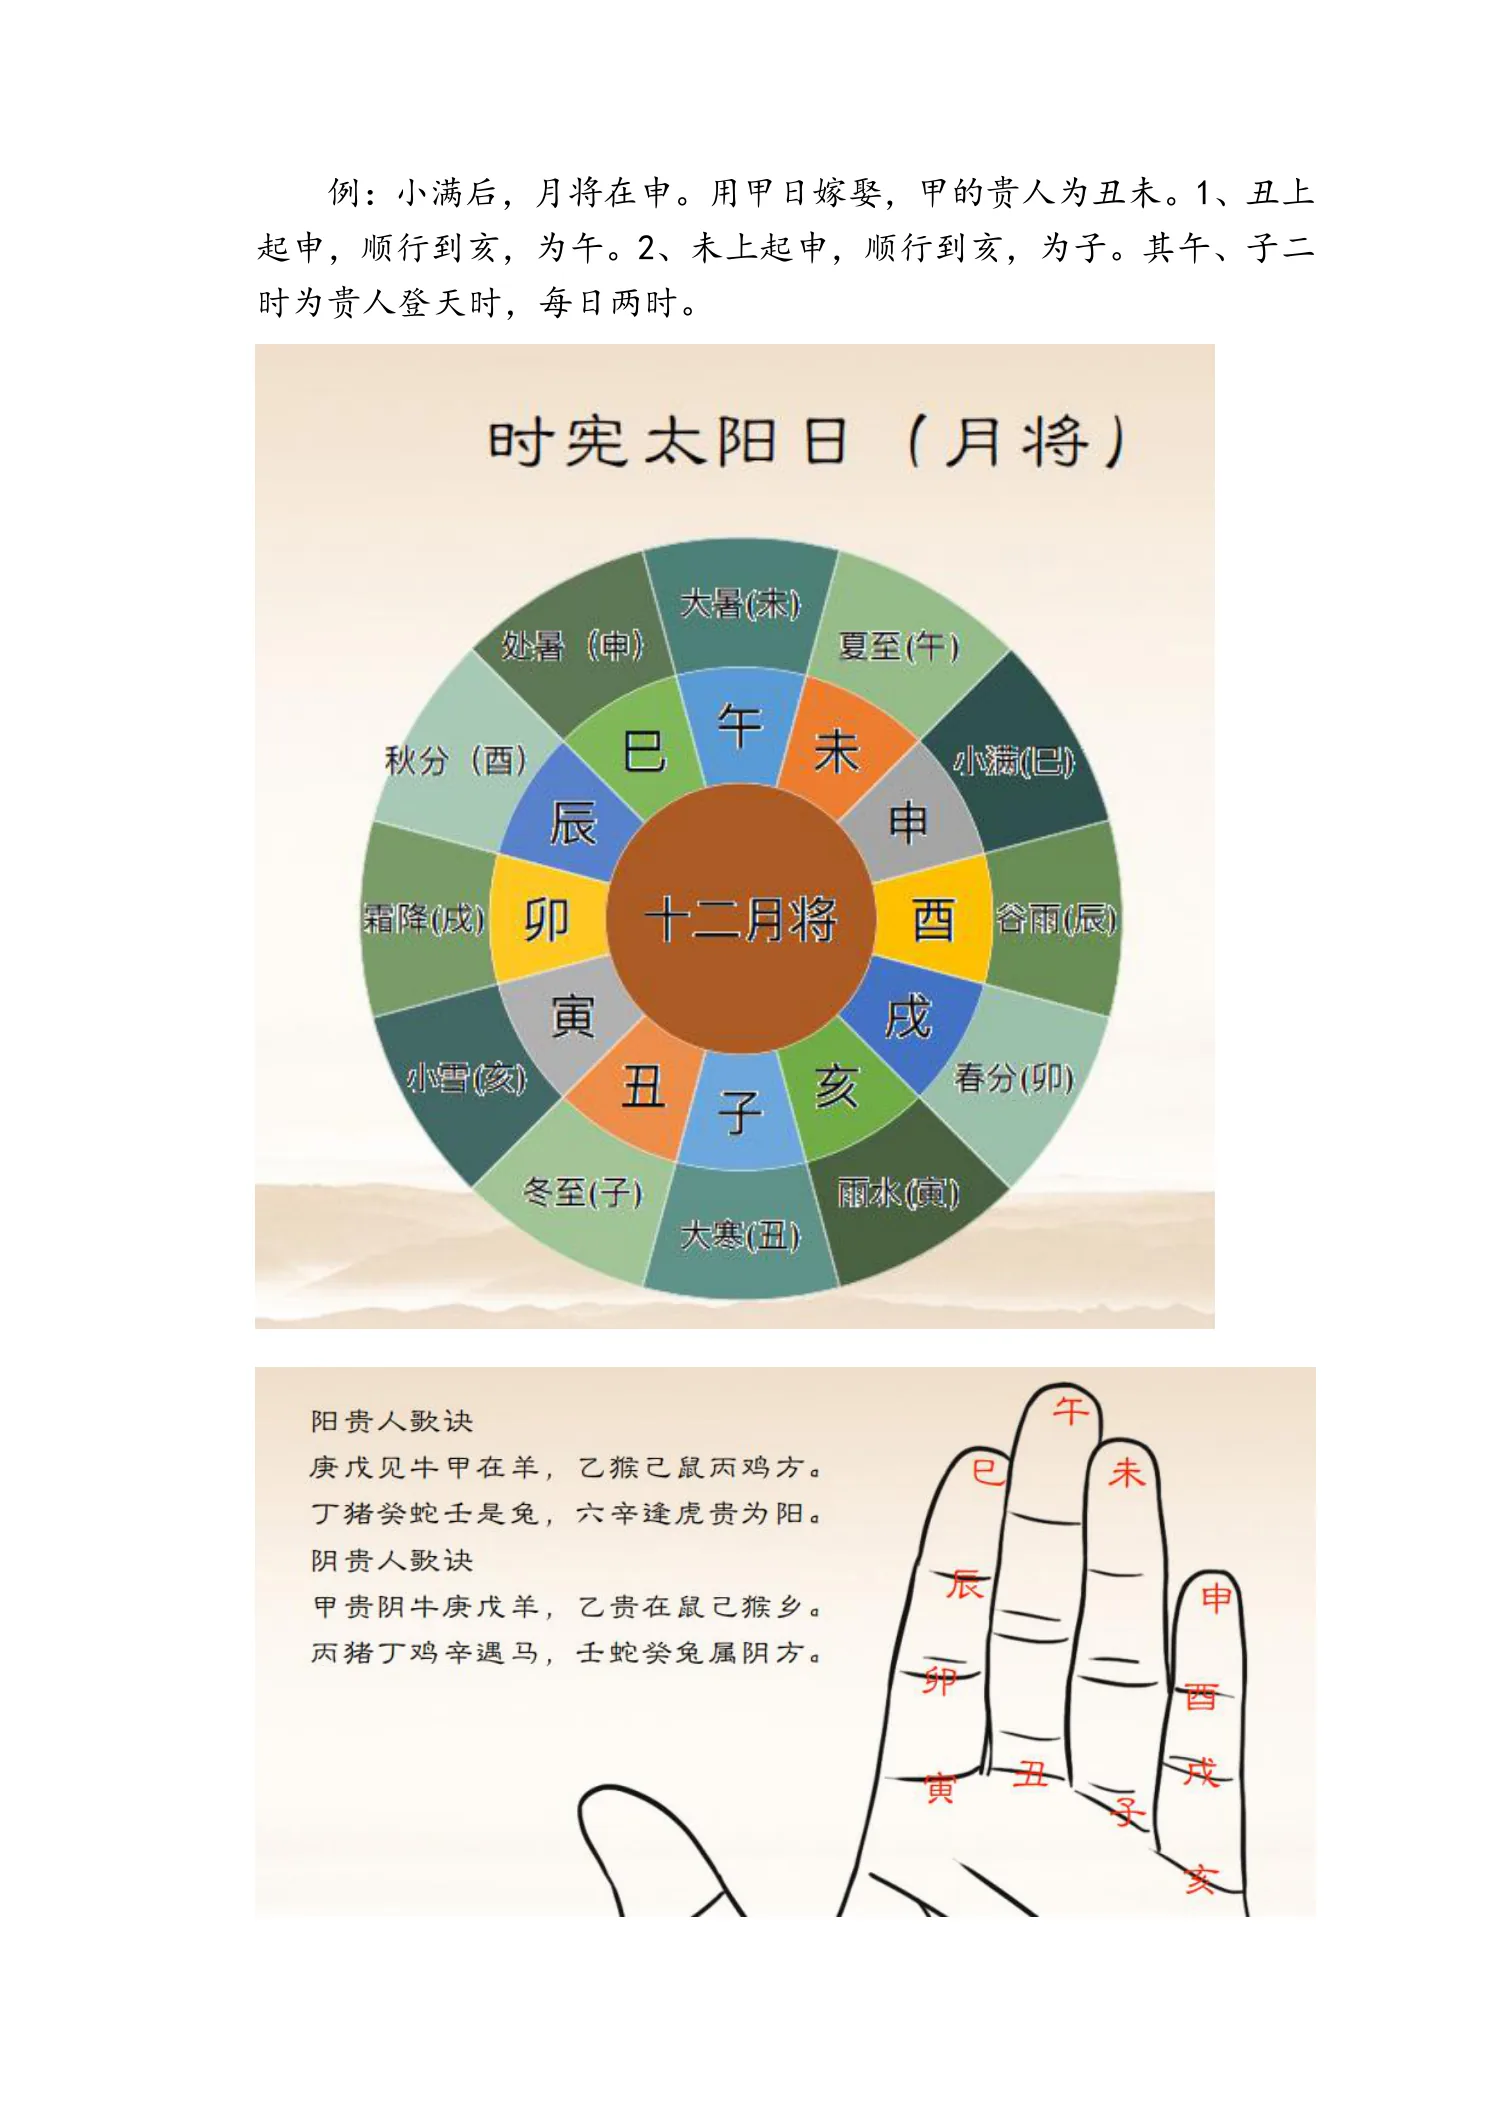 例：小满后，月将在申。用甲日嫁娶，甲的贵人为丑未。1、丑上
起申，顺行到亥，为午。2、未上起申，顺行到亥，为子。其午、子二
时为贵人登天时，每日两时。
时宪太阳日（月将）
大暑(未)
处暑（申）
夏至(午)
秋分（酉）
小满(巳)
霜降(戌)
谷雨(辰)
小雪(亥)
春分(卯)
冬至(子)
雨水(寅)
大寒(丑)
午
巳
未
辰
申
卯
十二月将
酉
寅
戌
丑
亥
子
阳贵人歌诀
庚戊见牛甲在羊，乙猴己鼠丙鸡方。
丁猪癸蛇壬是兔，六辛逢虎贵为阳。
阴贵人歌诀
甲贵阴牛庚戊羊，乙贵在鼠己猴乡。
丙猪丁鸡辛遇马，壬蛇癸兔属阴方。
午
巳
未
辰
申
卯
酉
寅
丑
戌
子
亥